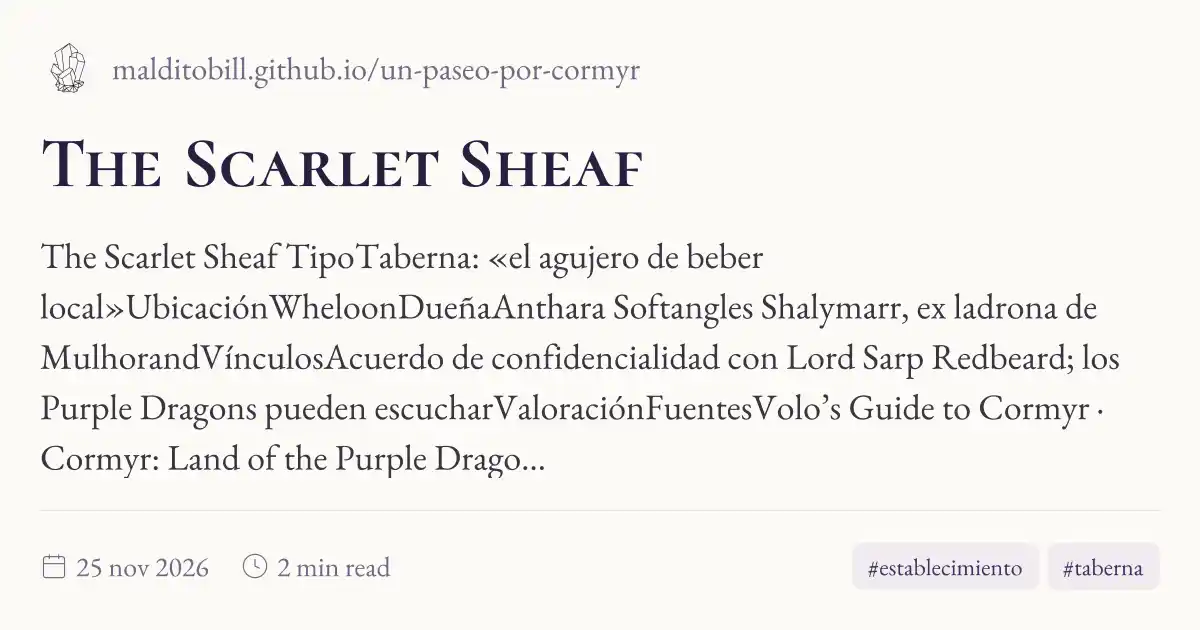 malditobill.github.io/un-paseo-por-cormyr
The Scarlet Sheaf
The Scarlet Sheaf TipoTaberna: «el agujero de beber
local»UbicaciónWheloonDueñaAnthara Softangles Shalymarr, ex ladrona de
MulhorandVínculosAcuerdo de confidencialidad con Lord Sarp Redbeard; los
Purple Dragons pueden escucharValoraciónFuentesVolo’s Guide to Cormyr ·
Cormyr: Land of the Purple Drago...
25 nov 2026 2 min read #establecimiento #taberna